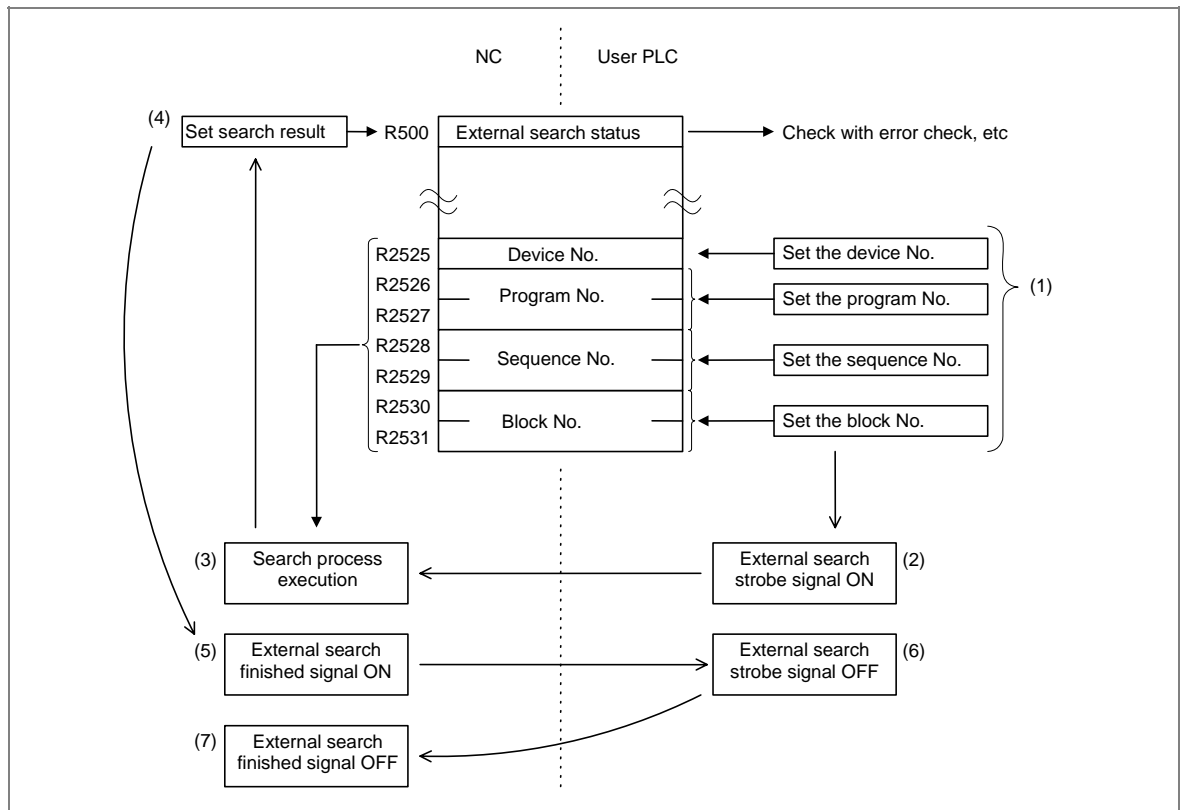 NC
User PLC
(4)
Set search result
R500
External search status
Check with error check, etc
R2525
Device No.
Set the device No.
R2526
Program No.
Set the program No.
(1)
R2527
R2528
Sequence No.
Set the sequence No.
R2529
R2530
Block No.
Set the block No.
R2531
(3)
Search process
execution
External search
strobe signal ON
(2)
(5)
External search
finished signal ON
External search
strobe signal OFF
(6)
(7)
External search
finished signal OFF